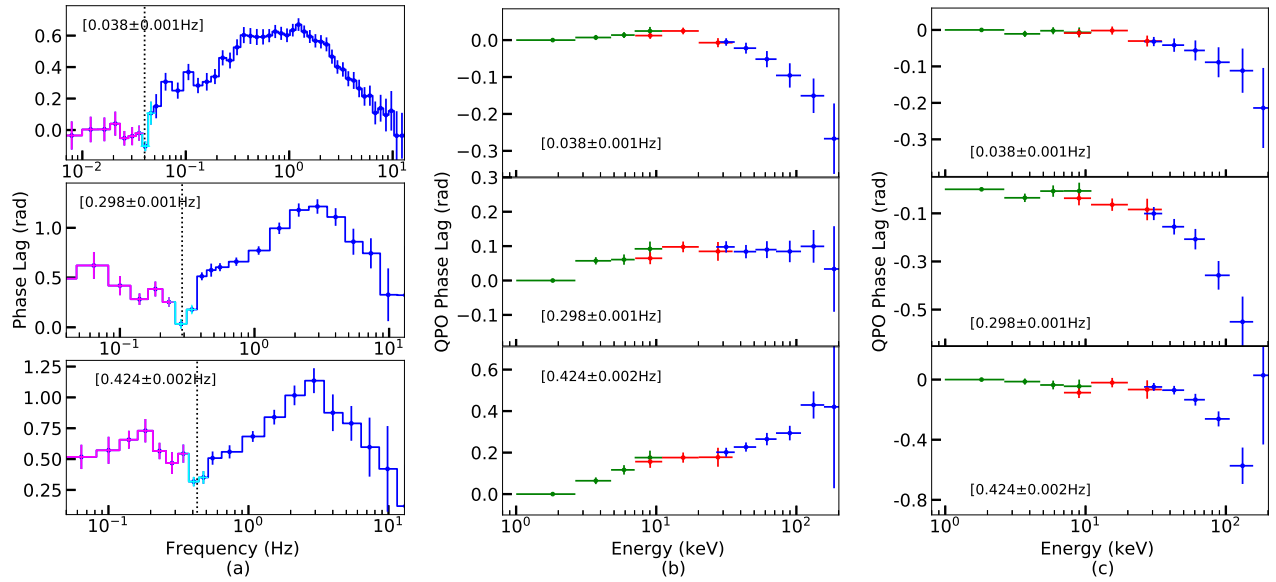 [0.038±0.001Hz]
0.6
0.4
0.2
0.0
10⁻² 10⁻¹ 10⁰ 10¹
[0.298±0.001Hz]
1.0
0.5
0.0
10⁻¹ 10⁰ 10¹
[0.424±0.002Hz]
1.25
1.00
0.75
0.50
0.25
10⁻¹ 10⁰ 10¹
Phase Lag (rad)
Frequency (Hz)
(a)
0.0
−0.1
−0.2
−0.3
[0.038±0.001Hz]
0.3
0.2
0.1
0.0
−0.1
[0.298±0.001Hz]
[0.424±0.002Hz]
0.6
0.4
0.2
0.0
10⁰ 10¹ 10²
QPO Phase Lag (rad)
Energy (keV)
(b)
0
-0.1
-0.2
-0.3
[0.038±0.001Hz]
10⁰ 10¹ 10²
-0.1
-0.3
-0.5
[0.298±0.001Hz]
0
-0.4
-0.8
[0.424±0.002Hz]
10⁰ 10¹ 10²
QPO Phase Lag (rad)
Energy (keV)
(c)